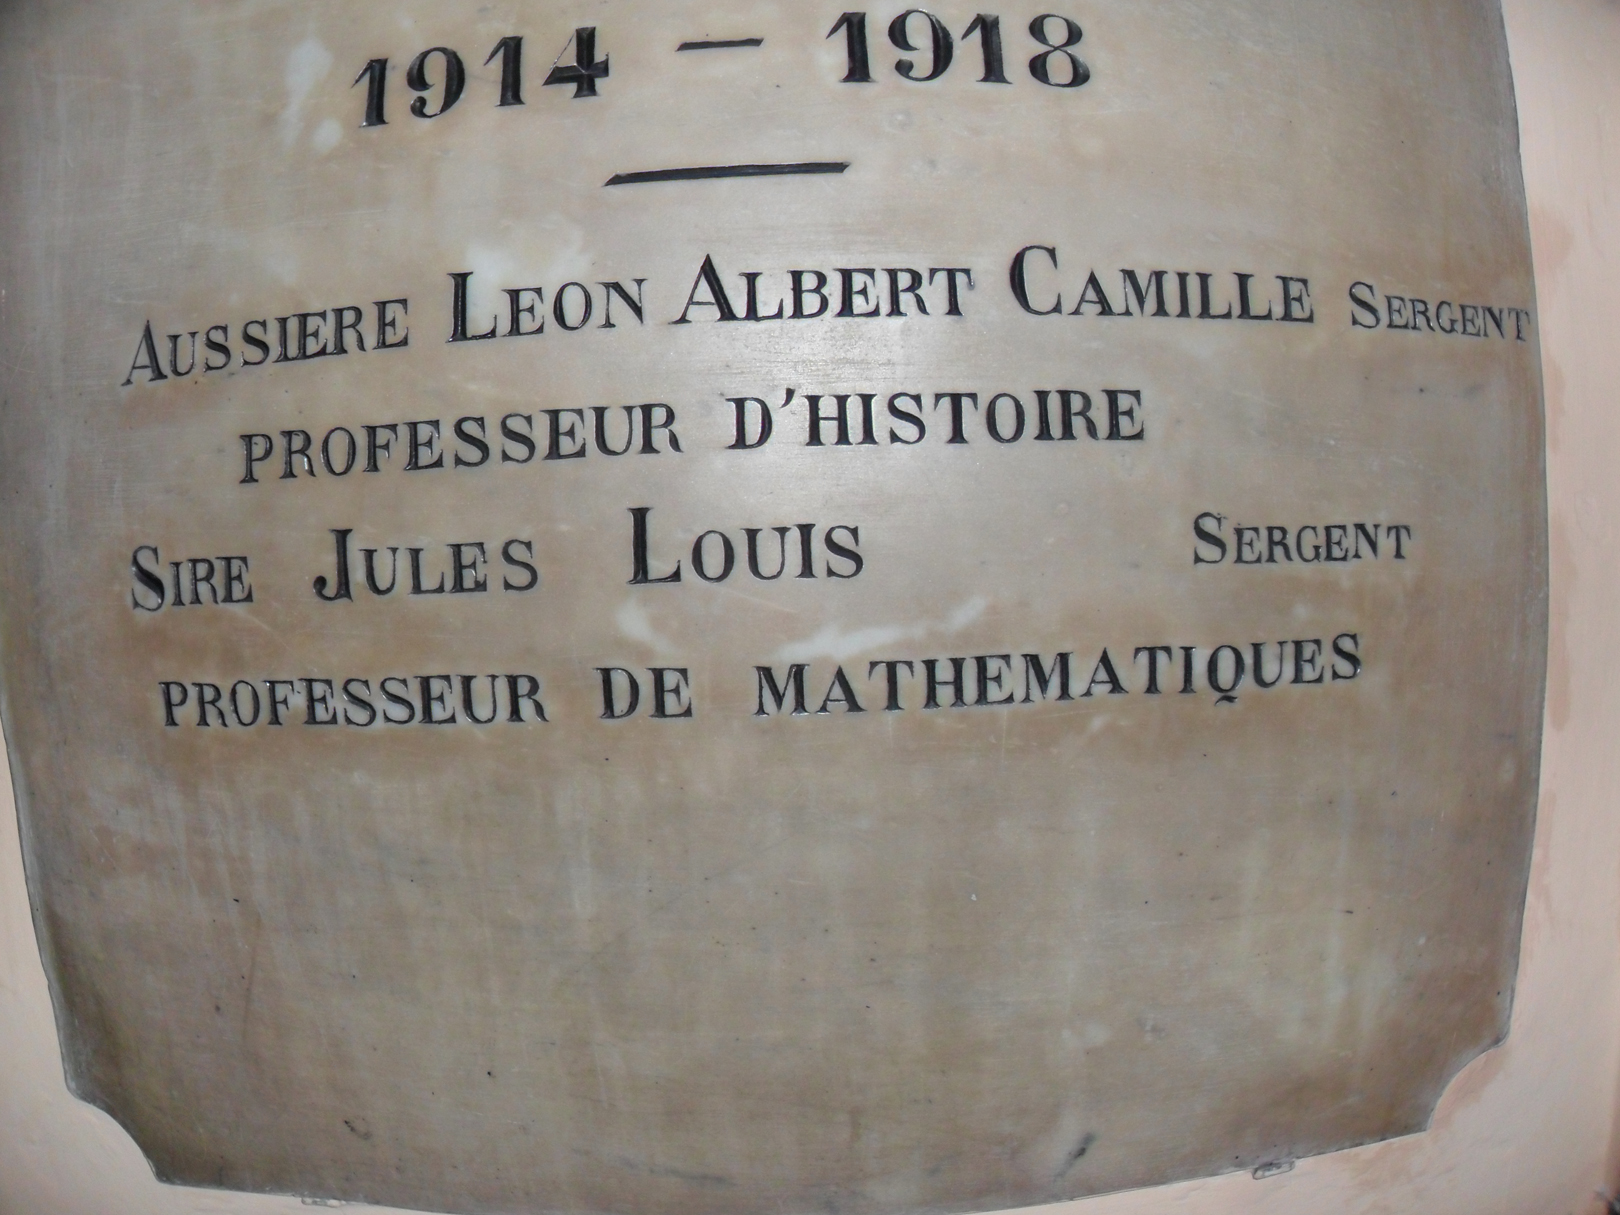 1914 – 1918
AUSSIERE LEON ALBERT CAMILLE SERGENT
PROFESSEUR D'HISTOIRE
SIRE JULES LOUIS SERGENT
PROFESSEUR DE MATHEMATIQUES